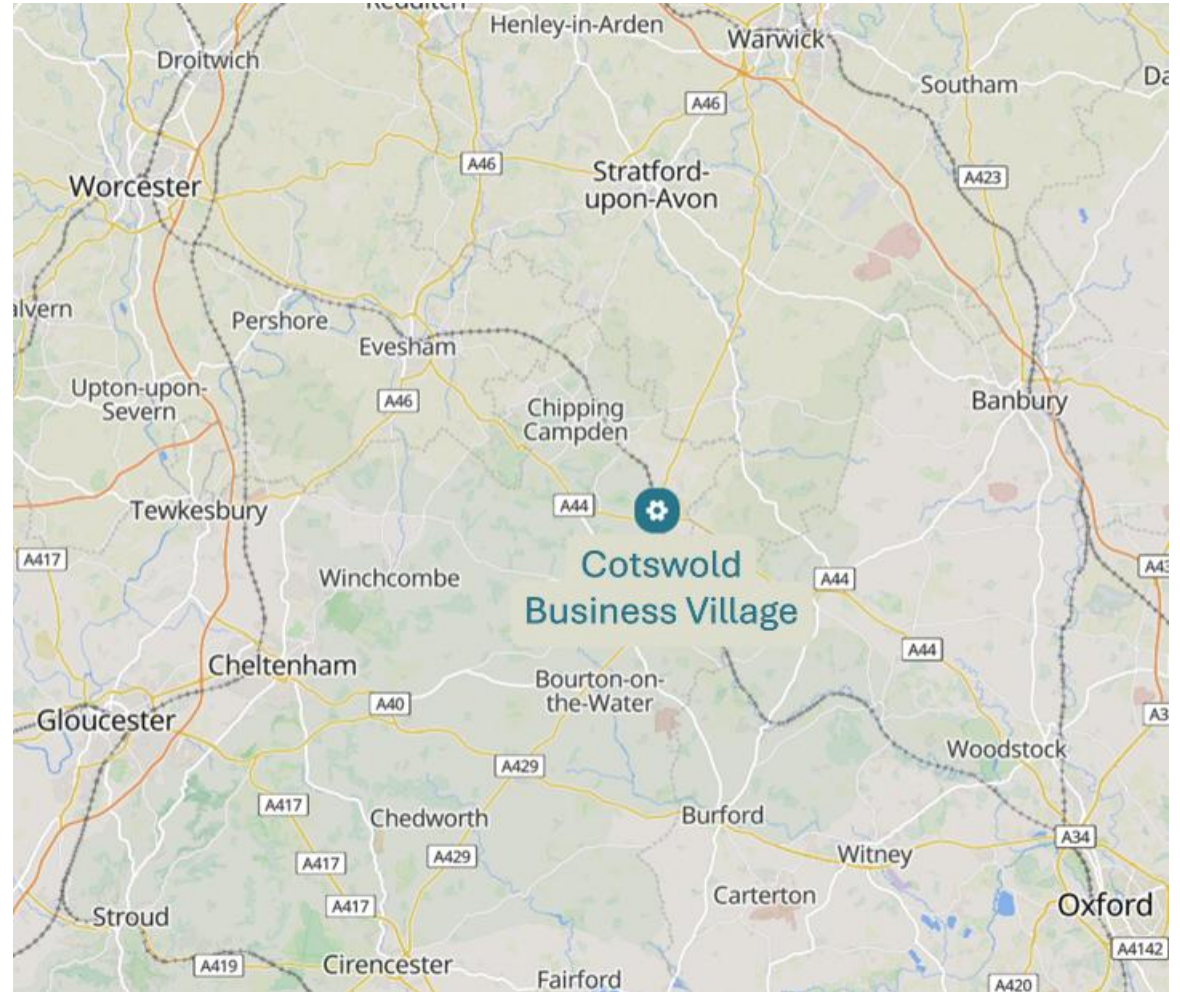 Henley-in-Arden
Warwick
Droitwich
Southam
A46
A46
Stratford-
upon-Avon
A423
Worcester
Pershore
Evesham
Upton-upon-
Severn
A46
Chipping
Campden
Banbury
Tewkesbury
A44
A417
Cotswold
Business Village
Winchcombe
A44
A44
Cheltenham
Bourton-on-
the-Water
A40
Gloucester
Woodstock
A429
A417
Chedworth
Burford
A34
A417
A429
Witney
Carterton
A417
Oxford
Stroud
A4142
A419
Cirencester
Fairford
A420